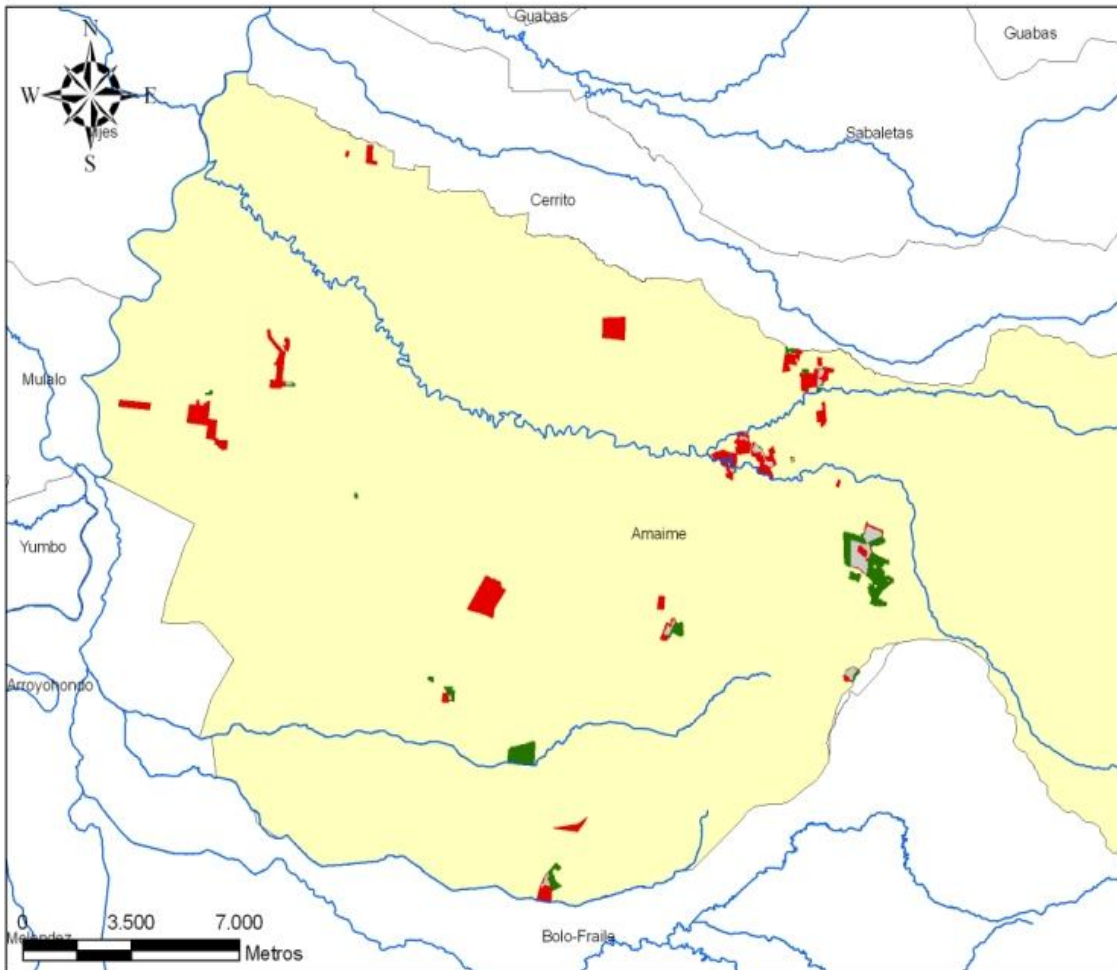 Guabas
Guabas
N
W
E
S
Sabaletas
Cerrito
Mulalo
Amaime
Yumbo
Arroyohondo
0 3.500 7.000
Metros
Bolo-Fraile